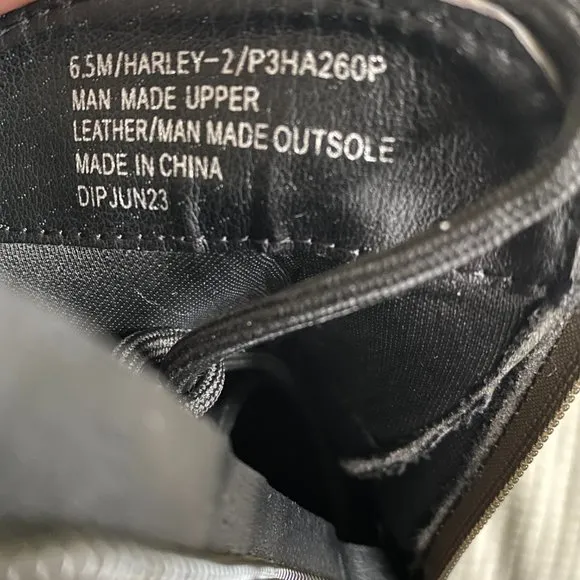 6.5M/HARLEY-2/P3HA260P
MAN MADE UPPER
LEATHER/MAN MADE OUTSOLE
MADE IN CHINA
DIPJUN23